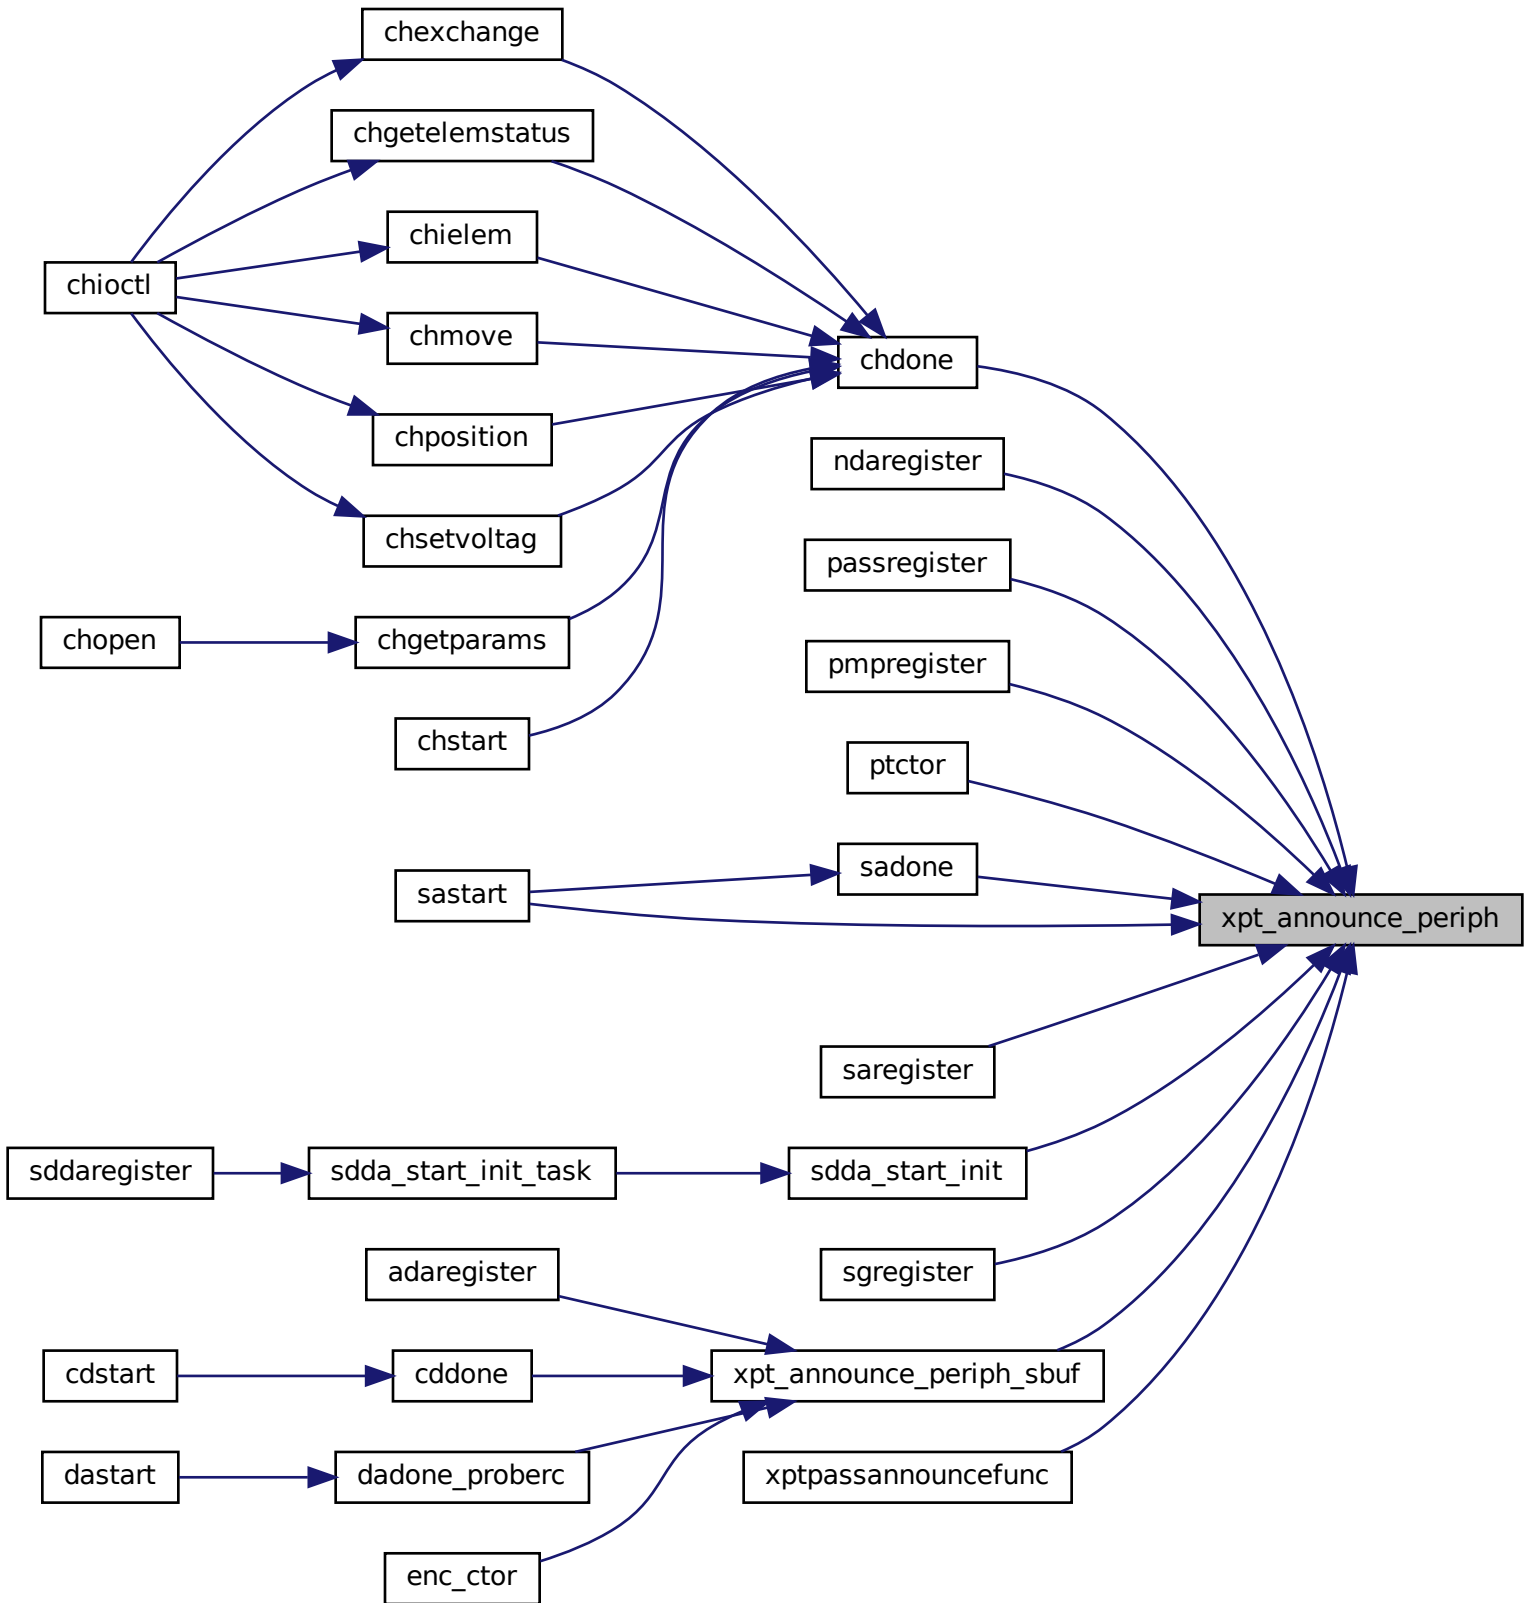 chexchange
chgetelemstatus
chielem
chioctl
chmove
chdone
chposition
ndaregister
chsetvoltag
passregister
chopen
chgetparams
pmpregister
chstart
ptctor
sastart
sadone
xpt_announce_periph
saregister
sddaregister
sdda_start_init_task
sdda_start_init
adaregister
sgregister
cdstart
cddone
xpt_announce_periph_sbuf
dastart
dadone_proberc
xptpassannouncefunc
enc_ctor